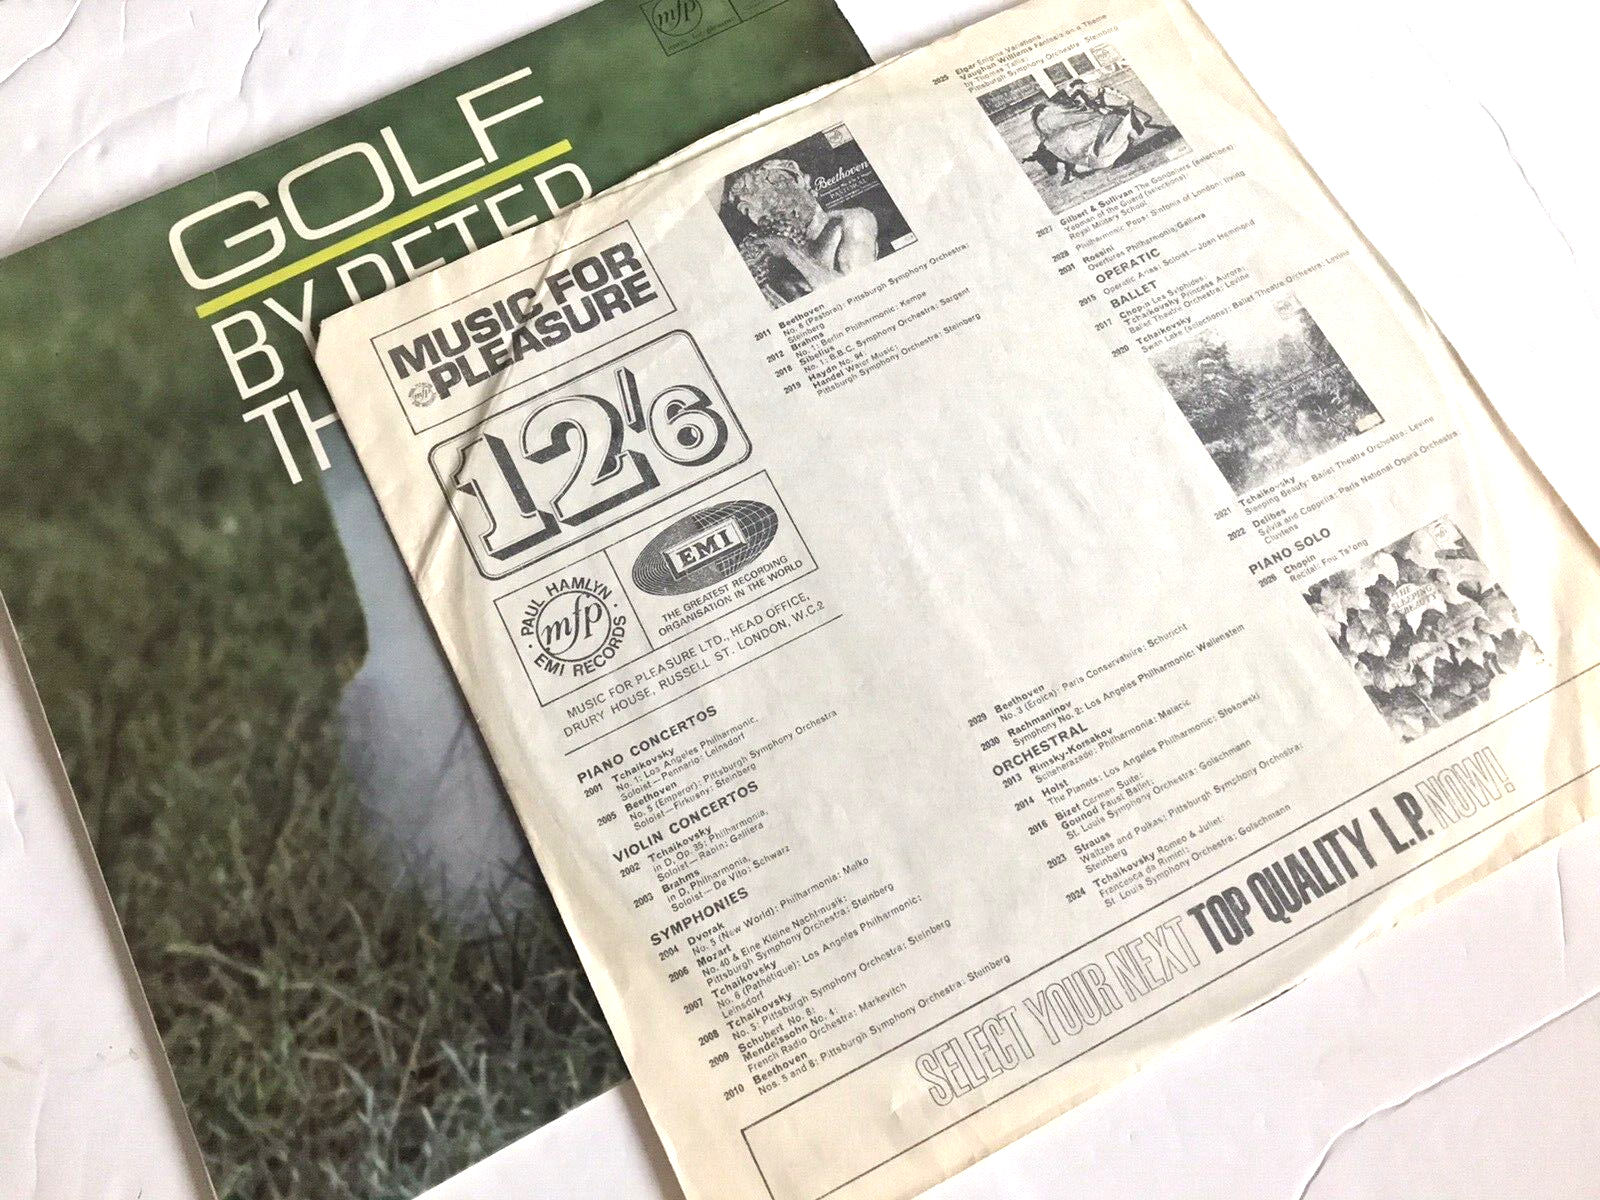 mfp
GOLF
BY PETER
TH
MUSIC FOR
PLEASURE
mfp
12'6
PAUL HAMLYN
mfp
EMI RECORDS
EMI
THE GREATEST RECORDING
ORGANISATION IN THE WORLD
MUSIC FOR PLEASURE LTD., HEAD OFFICE,
DRURY HOUSE, RUSSELL ST. LONDON, W.C.2
PIANO CONCERTOS
2001 Tchaikovsky
No. 1: Los Angeles Philharmonic,
Soloist—Pennario: Leinsdorf
2005 Beethoven
No. 5 (Emperor): Pittsburgh Symphony Orchestra
Soloist—Firkusny: Steinberg
VIOLIN CONCERTOS
2002 Tchaikovsky
in D, Op. 35: Philharmonia,
Soloist—Rabin: Galliera
2003 Brahms
in D, Philharmonia,
Soloist—De Vito: Schwarz
SYMPHONIES
2004 Dvorak
No. 5 (New World): Philharmonia: Malko
2006 Mozart
No. 40 & Eine Kleine Nachtmusik:
Pittsburgh Symphony Orchestra: Steinberg
2007 Tchaikovsky
No. 6 (Pathétique): Los Angeles Philharmonic:
Leinsdorf
2008 Tchaikovsky
No. 5: Pittsburgh Symphony Orchestra: Steinberg
2009 Schubert No. 8:
Mendelssohn No. 4:
French Radio Orchestra: Markevitch
2010 Beethoven
Nos. 5 and 8: Pittsburgh Symphony Orchestra: Steinberg
Beethoven
PASTORAL
2011 Beethoven
No. 6 (Pastoral): Pittsburgh Symphony Orchestra:
Steinberg
2012 Brahms
No. 1: Berlin Philharmonic: Kempe
2018 Sibelius
No. 1: B.B.C. Symphony Orchestra: Sargent
2019 Haydn No. 94:
Handel Water Music:
Pittsburgh Symphony Orchestra: Steinberg
2029 Beethoven
No. 3 (Eroica): Paris Conservatoire: Schuricht
2030 Rachmaninov
Symphony No. 2: Los Angeles Philharmonic: Wallenstein
ORCHESTRAL
2013 Rimsky-Korsakov
Scheherazade: Philharmonia: Matacic
2014 Holst
The Planets: Los Angeles Philharmonic: Stokowski
2016 Bizet Carmen Suite:
Gounod Faust Ballet:
St. Louis Symphony Orchestra: Golschmann
2023 Strauss
Waltzes and Polkas: Pittsburgh Symphony Orchestra:
Steinberg
2024 Tchaikovsky Romeo & Juliet:
Francesca da Rimini:
St. Louis Symphony Orchestra: Golschmann
2025 Elgar Enigma Variations
Vaughan Williams Fantasia on a Theme
by Thomas Tallis:
Pittsburgh Symphony Orchestra: Steinberg
2027 Gilbert & Sullivan The Gondoliers (selections):
Yeoman of the Guard (selections):
Royal Military School
2028 Philharmonic Pops: Sinfonia of London: Irving
2031 Rossini
Overtures Philharmonia/Galliera
OPERATIC
2015 Operatic Arias: Soloist—Joan Hammond
BALLET
2017 Chopin Les Sylphides:
Tchaikovsky Princess Aurora:
Ballet Theatre Orchestra: Levine
2020 Tchaikovsky
Swan Lake (selections): Ballet Theatre Orchestra: Levine
2021 Tchaikovsky
Sleeping Beauty: Ballet Theatre Orchestra: Levine
2022 Delibes
Sylvia and Coppelia: Paris National Opera Orchestra:
Cluytens
PIANO SOLO
2026 Chopin
Recital: Fou Ts'ong
THE
SLEEPING
BEAUTY
SELECT YOUR NEXT TOP QUALITY L.P. NOW!